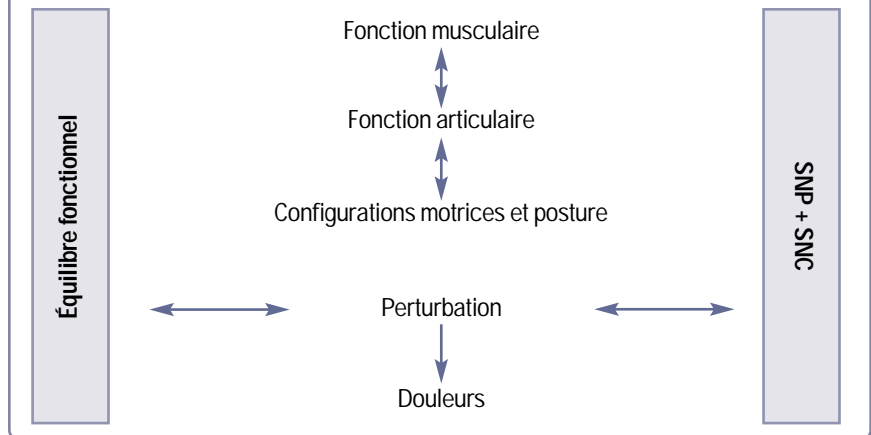 Équilibre fonctionnel
Fonction musculaire
Fonction articulaire
Configurations motrices et posture
Perturbation
Douleurs
SNP + SNC